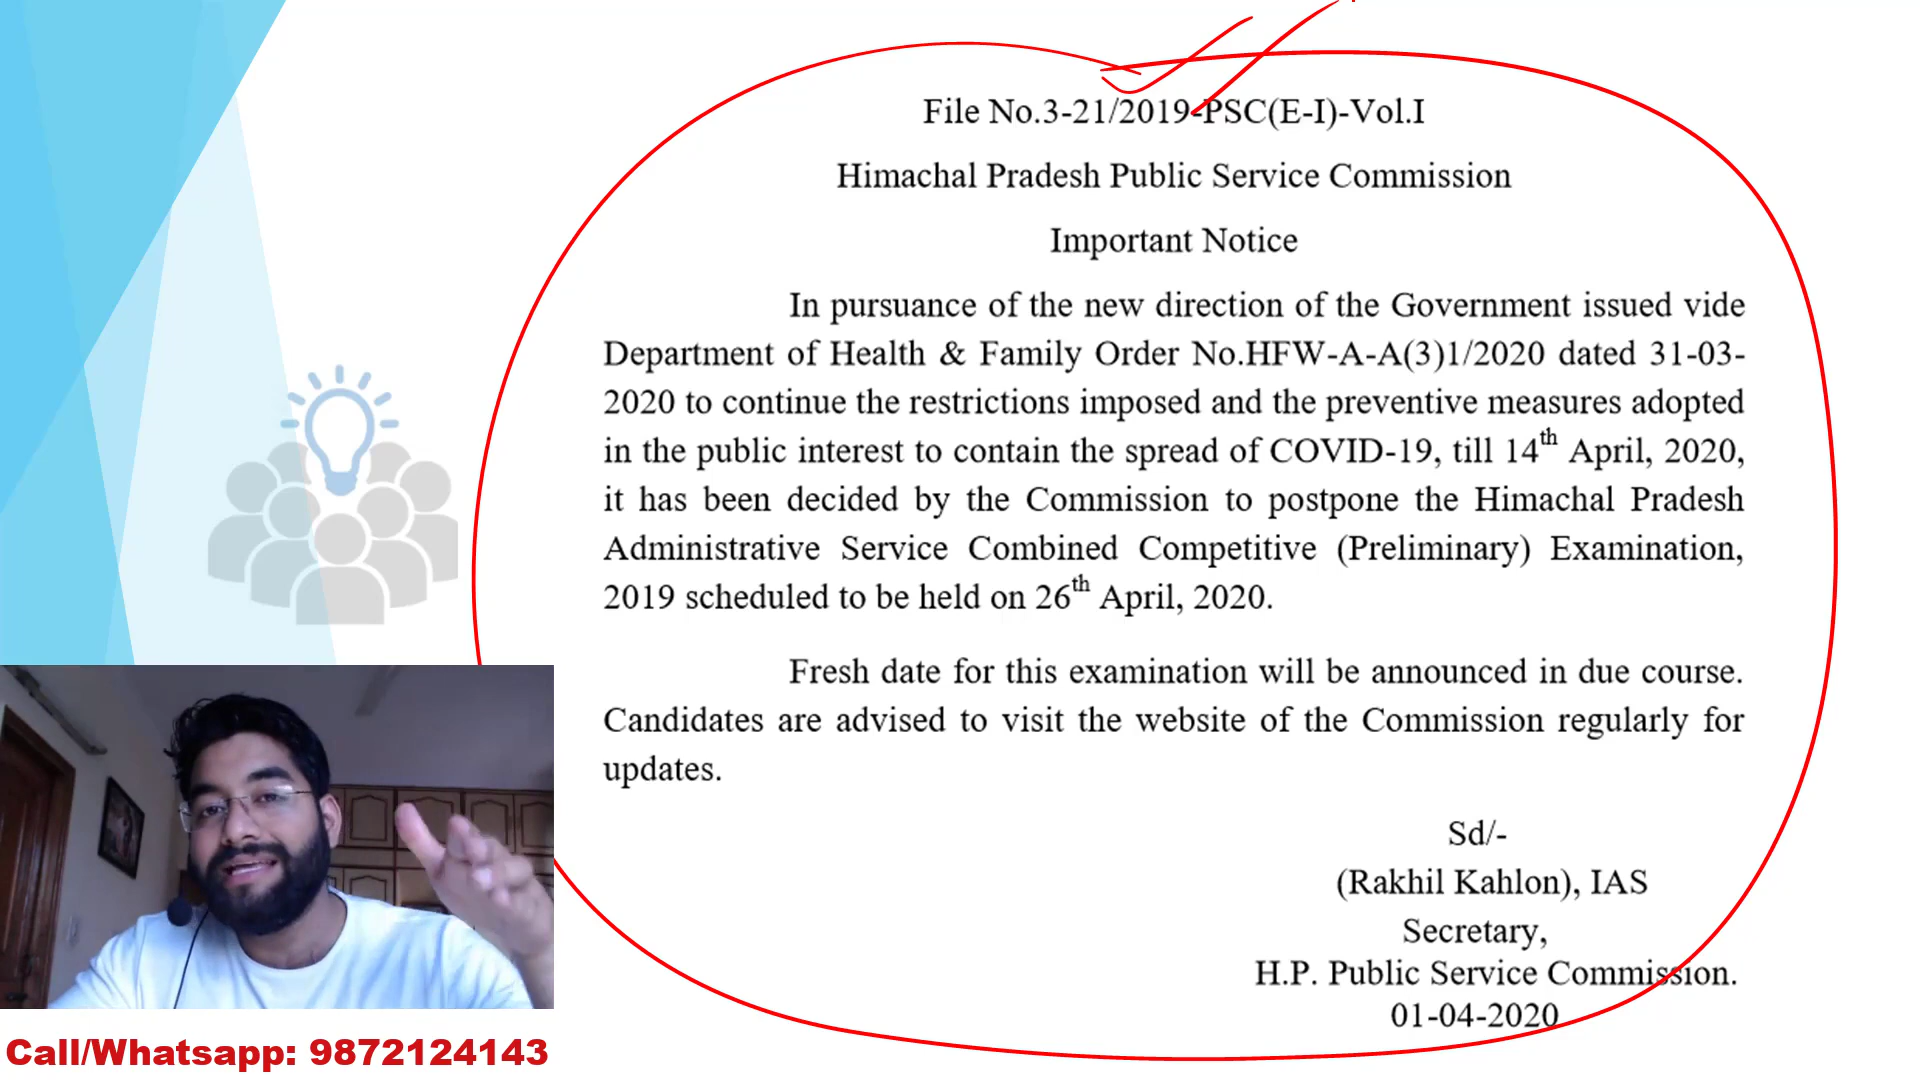 File No.3-21/2019-PSC(E-I)-Vol.I
Himachal Pradesh Public Service Commission
Important Notice
In pursuance of the new direction of the Government issued vide
Department of Health & Family Order No.HFW-A-A(3)1/2020 dated 31-03-
2020 to continue the restrictions imposed and the preventive measures adopted
in the public interest to contain the spread of COVID-19, till 14th April, 2020,
it has been decided by the Commission to postpone the Himachal Pradesh
Administrative Service Combined Competitive (Preliminary) Examination,
2019 scheduled to be held on 26th April, 2020.
Fresh date for this examination will be announced in due course.
Candidates are advised to visit the website of the Commission regularly for
updates.
Sd/-
(Rakhil Kahlon), IAS
Secretary,
H.P. Public Service Commission.
01-04-2020
Call/Whatsapp: 9872124143